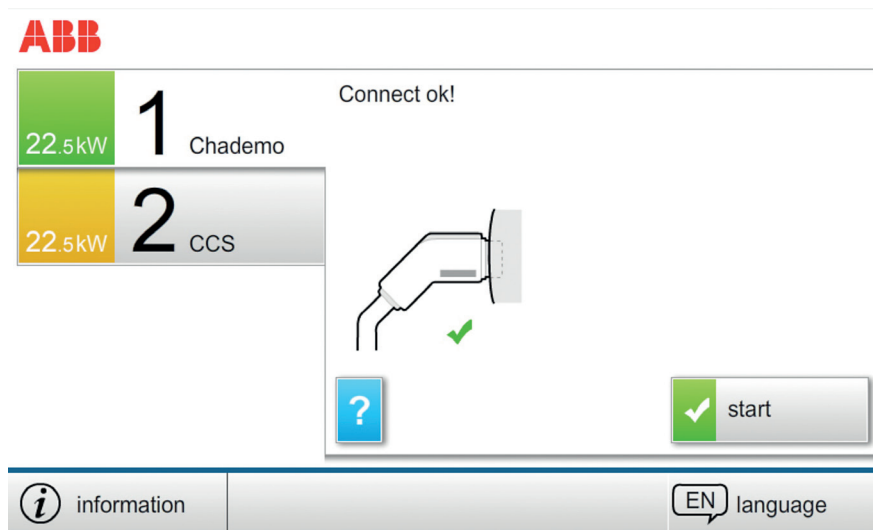 ABB
22.5kW 1 Chademo
22.5kW 2 CCS
Connect ok!
?
start
i information
EN language